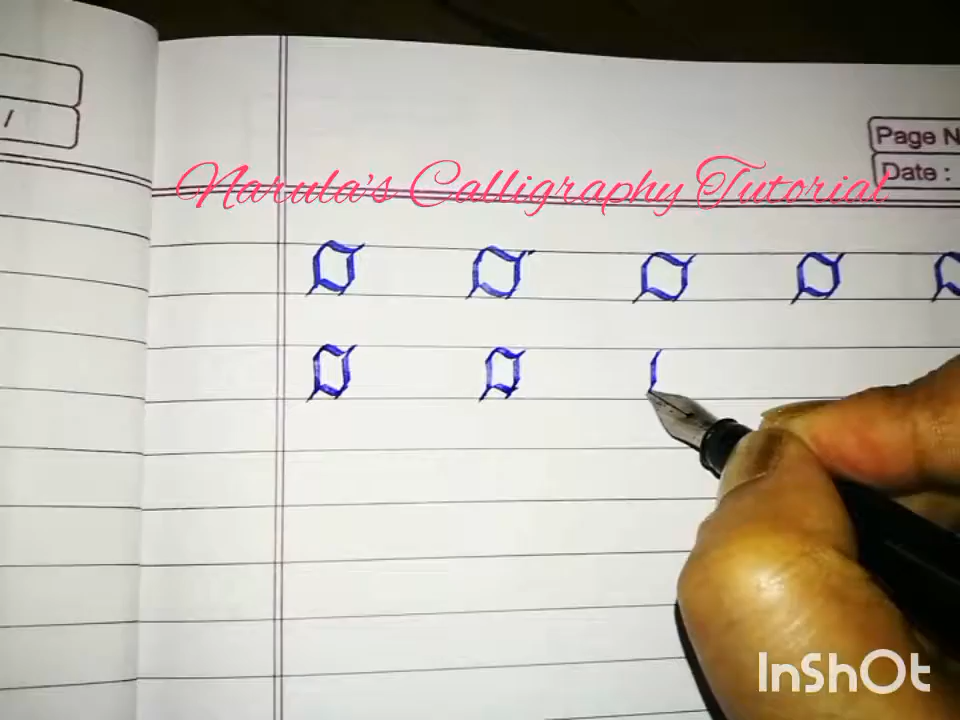 Page N
Date :
Narula's Calligraphy Tutorial
o o o o
o o
InShOt